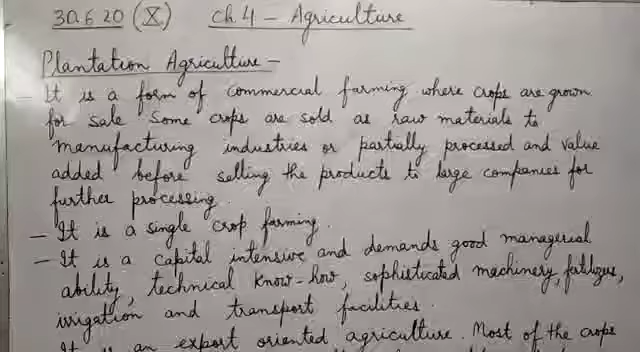 30.6.20 (X) Ch.4 - Agriculture
Plantation Agriculture -
- It is a form of commercial farming where crops are grown
for sale. Some crops are sold as raw materials to
manufacturing industries or partially processed and value
added before selling the products to large companies for
further processing.
- It is a single crop farming.
- It is a capital intensive and demands good managerial
ability, technical know-how, sophisticated machinery, fertilizers,
irrigation and transport facilities.
It is an export oriented agriculture. Most of the crops